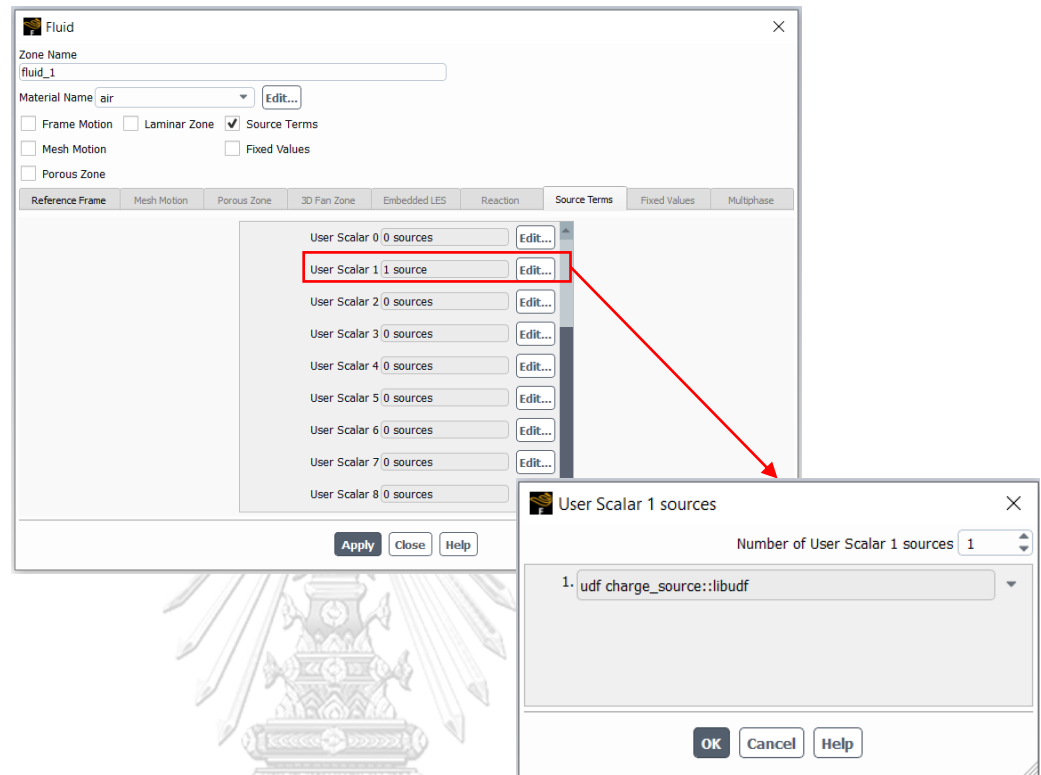 Fluid
Zone Name
fluid_1
Material Name air Edit...
Frame Motion Laminar Zone Source Terms
Mesh Motion Fixed Values
Porous Zone
Reference Frame Mesh Motion Porous Zone 3D Fan Zone Embedded LES Reaction Source Terms Fixed Values Multiphase
User Scalar 0 0 sources Edit...
User Scalar 1 1 source Edit...
User Scalar 2 0 sources Edit...
User Scalar 3 0 sources Edit...
User Scalar 4 0 sources Edit...
User Scalar 5 0 sources Edit...
User Scalar 6 0 sources Edit...
User Scalar 7 0 sources Edit...
User Scalar 8 0 sources
Apply Close Help
User Scalar 1 sources
Number of User Scalar 1 sources 1
1. udf charge_source::libudf
OK Cancel Help